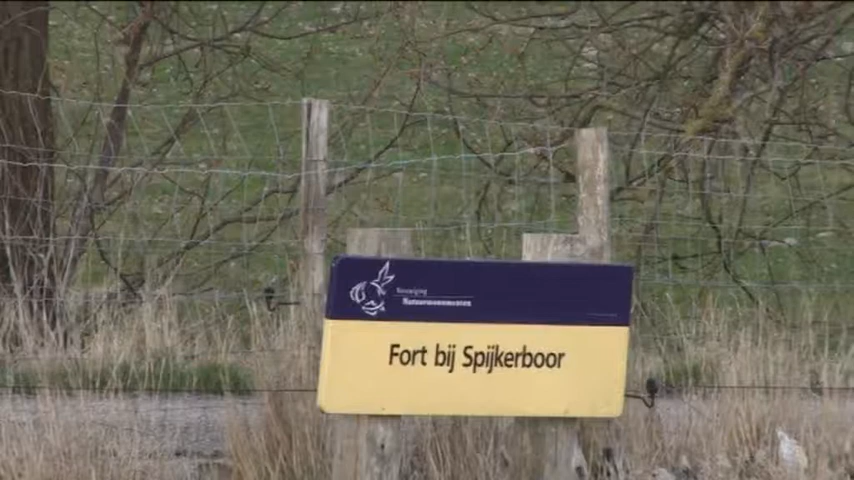 Vereniging
Natuurmonumenten
Fort bij Spijkerboor